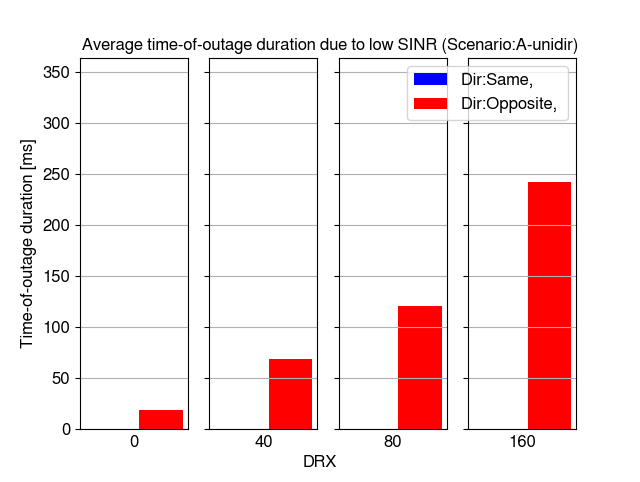 Average time-of-outage duration due to low SINR (Scenario:A-unidir)
Dir:Same,
Dir:Opposite,
Time-of-outage duration [ms]
350
300
250
200
150
100
50
0
0 40 80 160
DRX